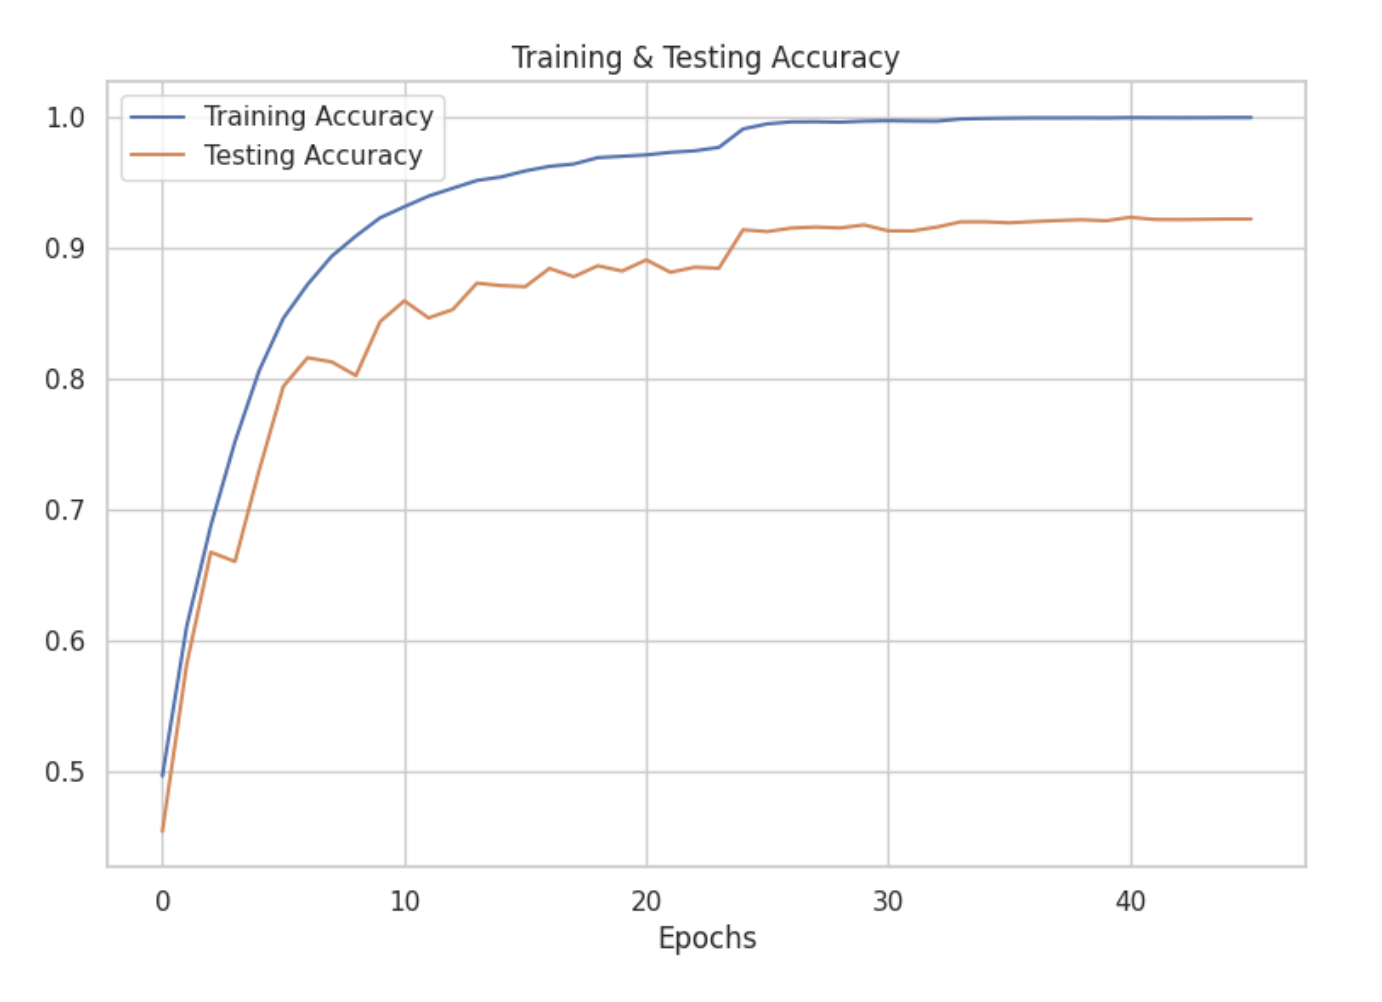 Training & Testing Accuracy
Training Accuracy
Testing Accuracy
1.0
0.9
0.8
0.7
0.6
0.5
0 10 20 30 40
Epochs